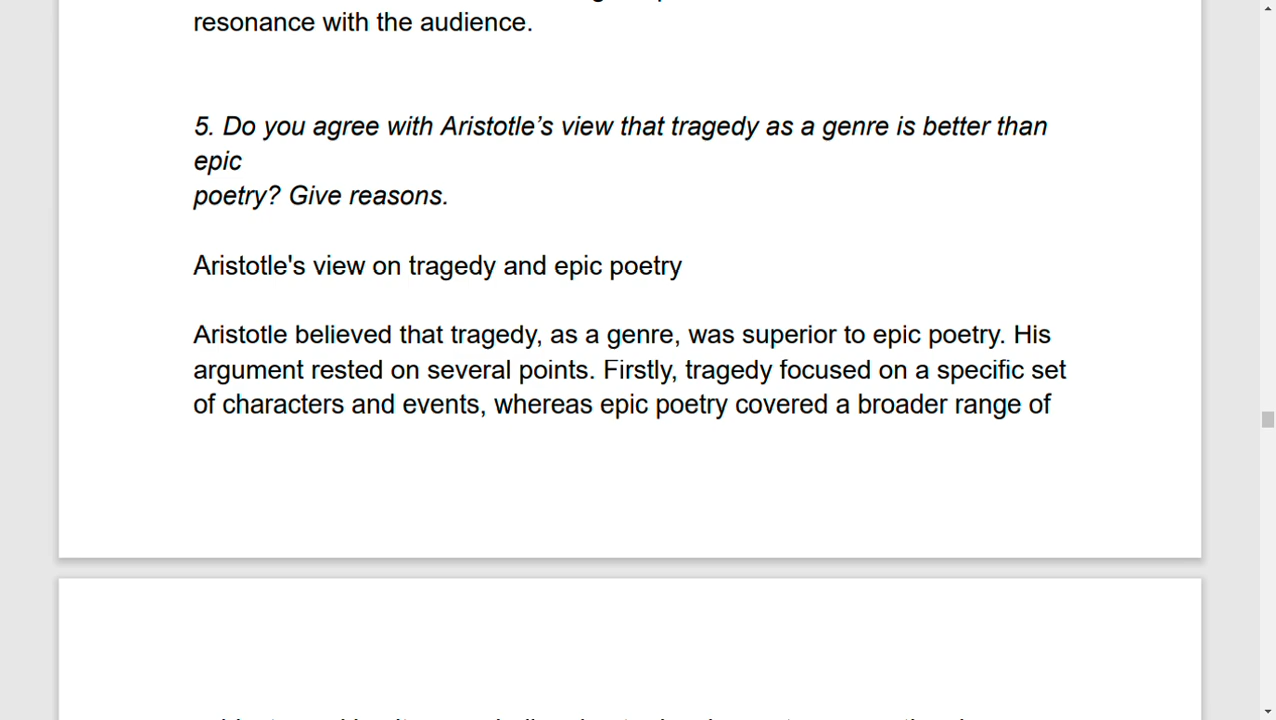 resonance with the audience.
5. Do you agree with Aristotle’s view that tragedy as a genre is better than
epic
poetry? Give reasons.
Aristotle's view on tragedy and epic poetry
Aristotle believed that tragedy, as a genre, was superior to epic poetry. His
argument rested on several points. Firstly, tragedy focused on a specific set
of characters and events, whereas epic poetry covered a broader range of